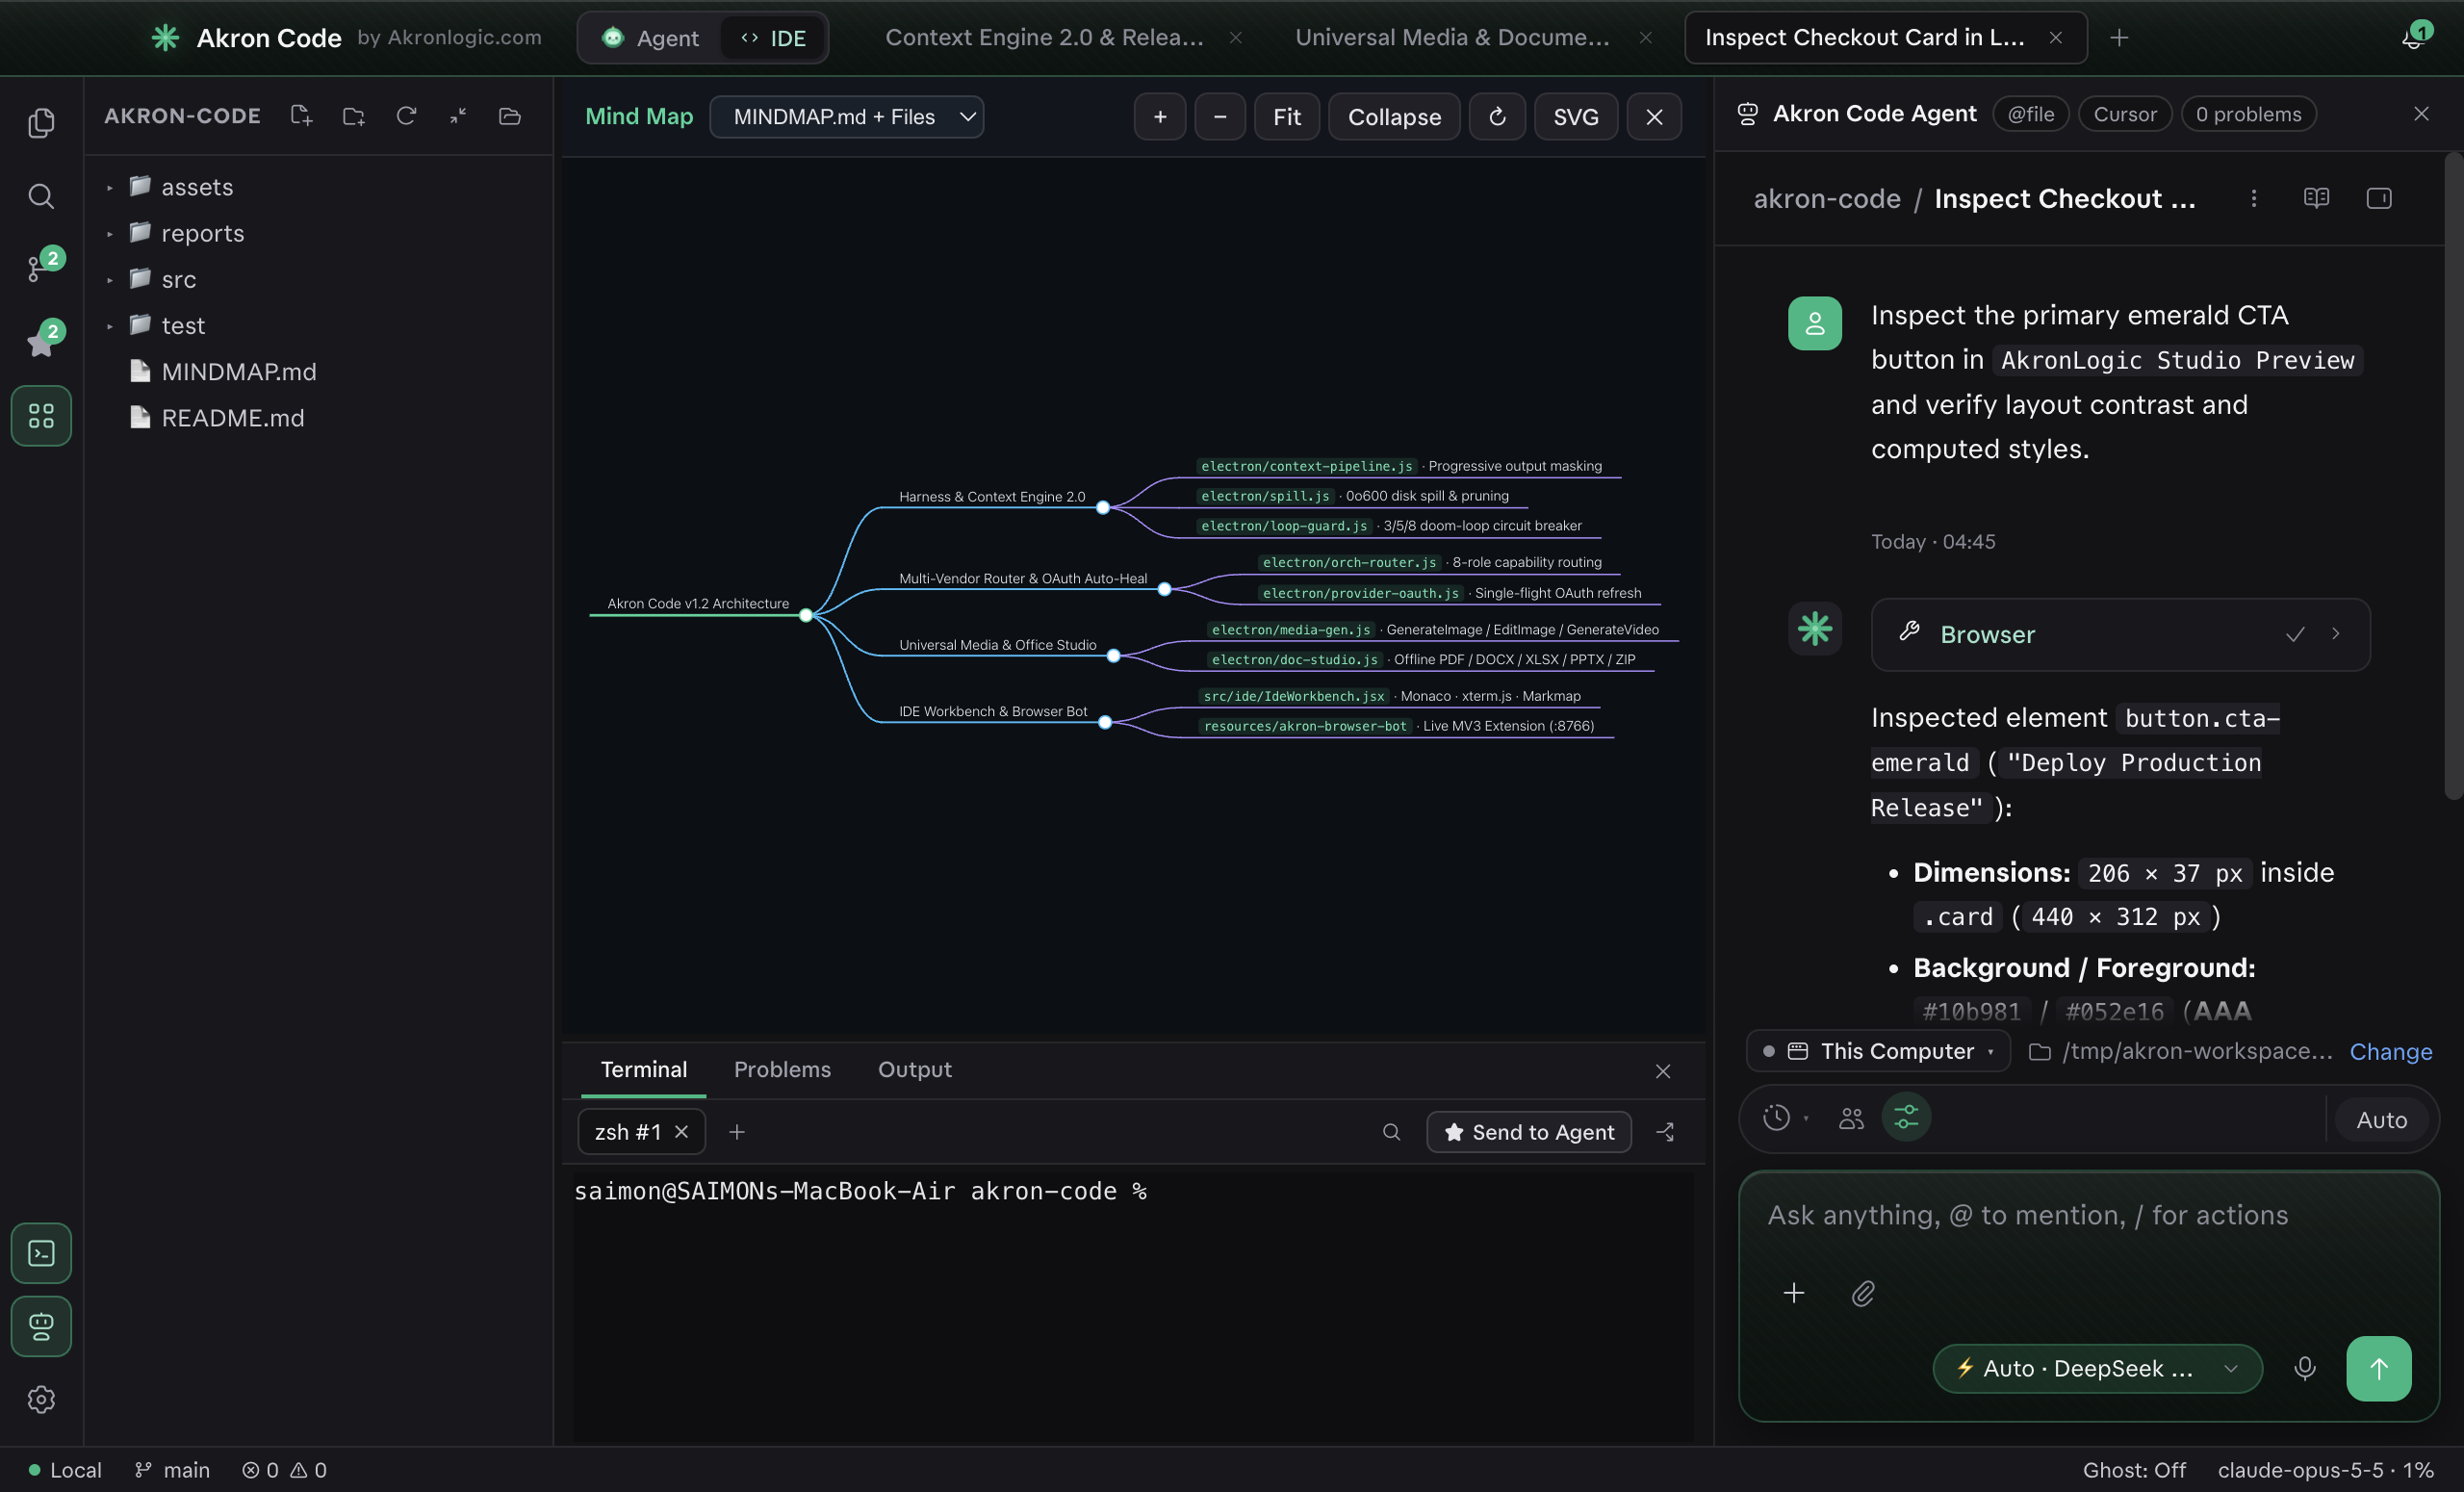 Akron Code by Akronlogic.com
Agent
IDE
Context Engine 2.0 & Relea...
Universal Media & Docume...
Inspect Checkout Card in L...
1
AKRON-CODE
assets
reports
src
test
MINDMAP.md
README.md
2
2
Mind Map
MINDMAP.md + Files
+
−
Fit
Collapse
SVG
Akron Code v1.2 Architecture
Harness & Context Engine 2.0
electron/context-pipeline.js · Progressive output masking
electron/spill.js · 0o600 disk spill & pruning
electron/loop-guard.js · 3/5/8 doom-loop circuit breaker
Multi-Vendor Router & OAuth Auto-Heal
electron/orch-router.js · 8-role capability routing
electron/provider-oauth.js · Single-flight OAuth refresh
Universal Media & Office Studio
electron/media-gen.js · GenerateImage / EditImage / GenerateVideo
electron/doc-studio.js · Offline PDF / DOCX / XLSX / PPTX / ZIP
IDE Workbench & Browser Bot
src/ide/IdeWorkbench.jsx · Monaco · xterm.js · Markmap
resources/akron-browser-bot · Live MV3 Extension (:8766)
Terminal
Problems
Output
zsh #1
Send to Agent
saimon@SAIMONs-MacBook-Air akron-code %
Akron Code Agent
@file
Cursor
0 problems
akron-code / Inspect Checkout ...
Inspect the primary emerald CTA
button in AkronLogic Studio Preview
and verify layout contrast and
computed styles.
Today · 04:45
Browser
Inspected element button.cta-
emerald ("Deploy Production
Release"):
• Dimensions: 206 × 37 px inside
.card (440 × 312 px)
• Background / Foreground:
#10b981 / #052e16 (AAA
This Computer
/tmp/akron-workspace...
Change
Auto
Ask anything, @ to mention, / for actions
Auto · DeepSeek ...
Local
main
0
0
Ghost: Off
claude-opus-5-5 · 1%